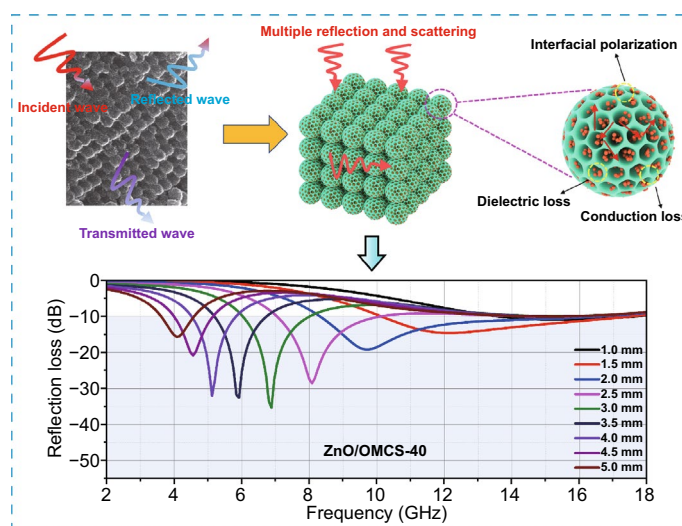 Multiple reflection and scattering
Interfacial polarization
Incident wave
Reflected wave
Transmitted wave
Dielectric loss
Conduction loss
Reflection loss (dB)
0
-10
-20
-30
-40
-50
1.0 mm
1.5 mm
2.0 mm
2.5 mm
3.0 mm
3.5 mm
4.0 mm
4.5 mm
5.0 mm
ZnO/OMCS-40
2 4 6 8 10 12 14 16 18
Frequency (GHz)